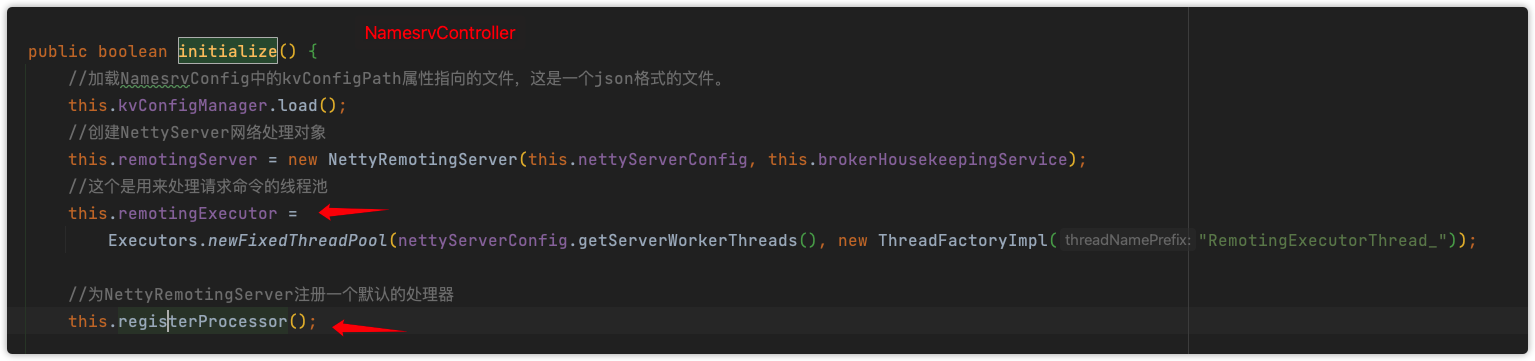 NamesrvController
public boolean initialize() {
//加载NamesrvConfig中的kvConfigPath属性指向的文件，这是一个json格式的文件。
this.kvConfigManager.load();
//创建NettyServer网络处理对象
this.remotingServer = new NettyRemotingServer(this.nettyServerConfig, this.brokerHousekeepingService);
//这个是用来处理请求命令的线程池
this.remotingExecutor =
Executors.newFixedThreadPool(nettyServerConfig.getServerWorkerThreads(), new ThreadFactoryImpl( threadNamePrefix: "RemotingExecutorThread_"));
//为NettyRemotingServer注册一个默认的处理器
this.registerProcessor();